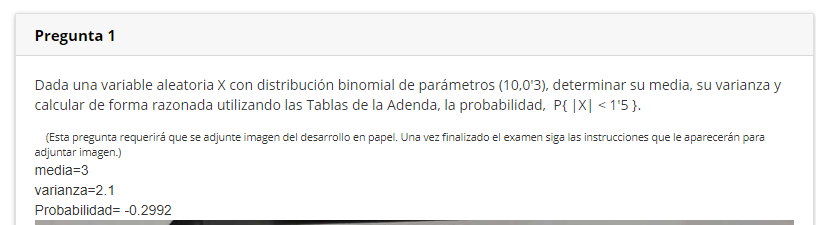 Pregunta 1
Dada una variable aleatoria X con distribución binomial de parámetros (10,0'3), determinar su media, su varianza y
calcular de forma razonada utilizando las Tablas de la Adenda, la probabilidad,  P{ |X| < 1'5 }.
(Esta pregunta requerirá que se adjunte imagen del desarrollo en papel. Una vez finalizado el examen siga las instrucciones que le aparecerán para
adjuntar imagen.)
media=3
varianza=2.1
Probabilidad= -0.2992